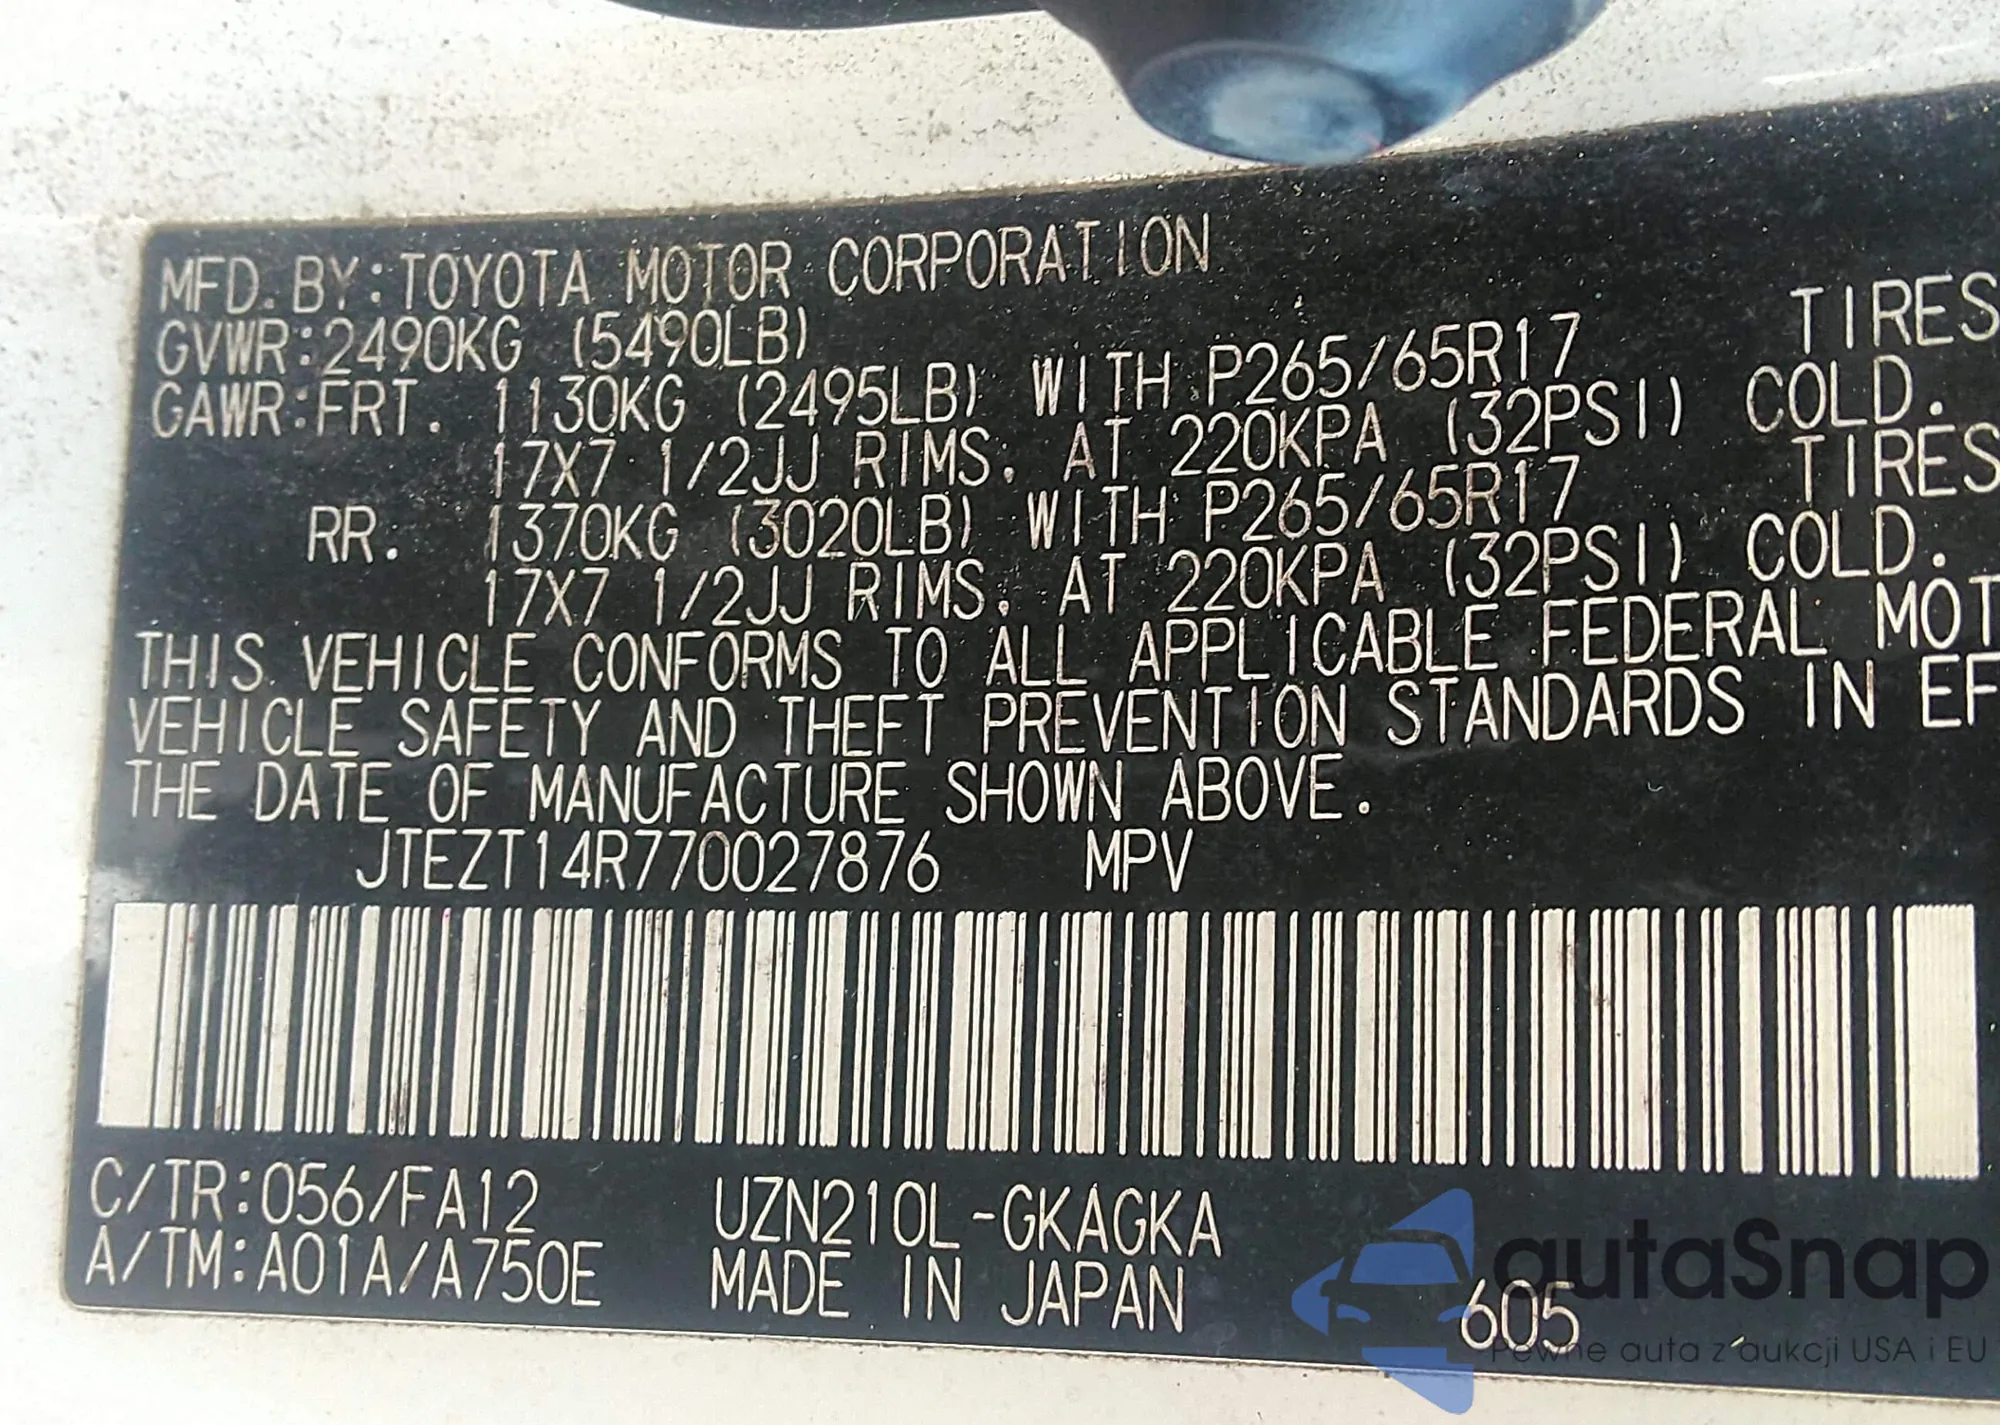 MFD. BY: TOYOTA MOTOR CORPORATION
GVWR: 2490KG (5490LB)
GAWR: FRT. 1130KG (2495LB) WITH P265/65R17 TIRES
17X7 1/2JJ RIMS, AT 220KPA (32PSI) COLD.
RR. 1370KG (3020LB) WITH P265/65R17 TIRES
17X7 1/2JJ RIMS, AT 220KPA (32PSI) COLD.
THIS VEHICLE CONFORMS TO ALL APPLICABLE FEDERAL MOT
VEHICLE SAFETY AND THEFT PREVENTION STANDARDS IN EF
THE DATE OF MANUFACTURE SHOWN ABOVE.
JTEZT14R770027876 MPV
C/TR: 056/FA12 UZN210L-GKAGKA
A/TM: A01A/A750E MADE IN JAPAN 605
autaSnap
Pewne auta z aukcji USA i EU